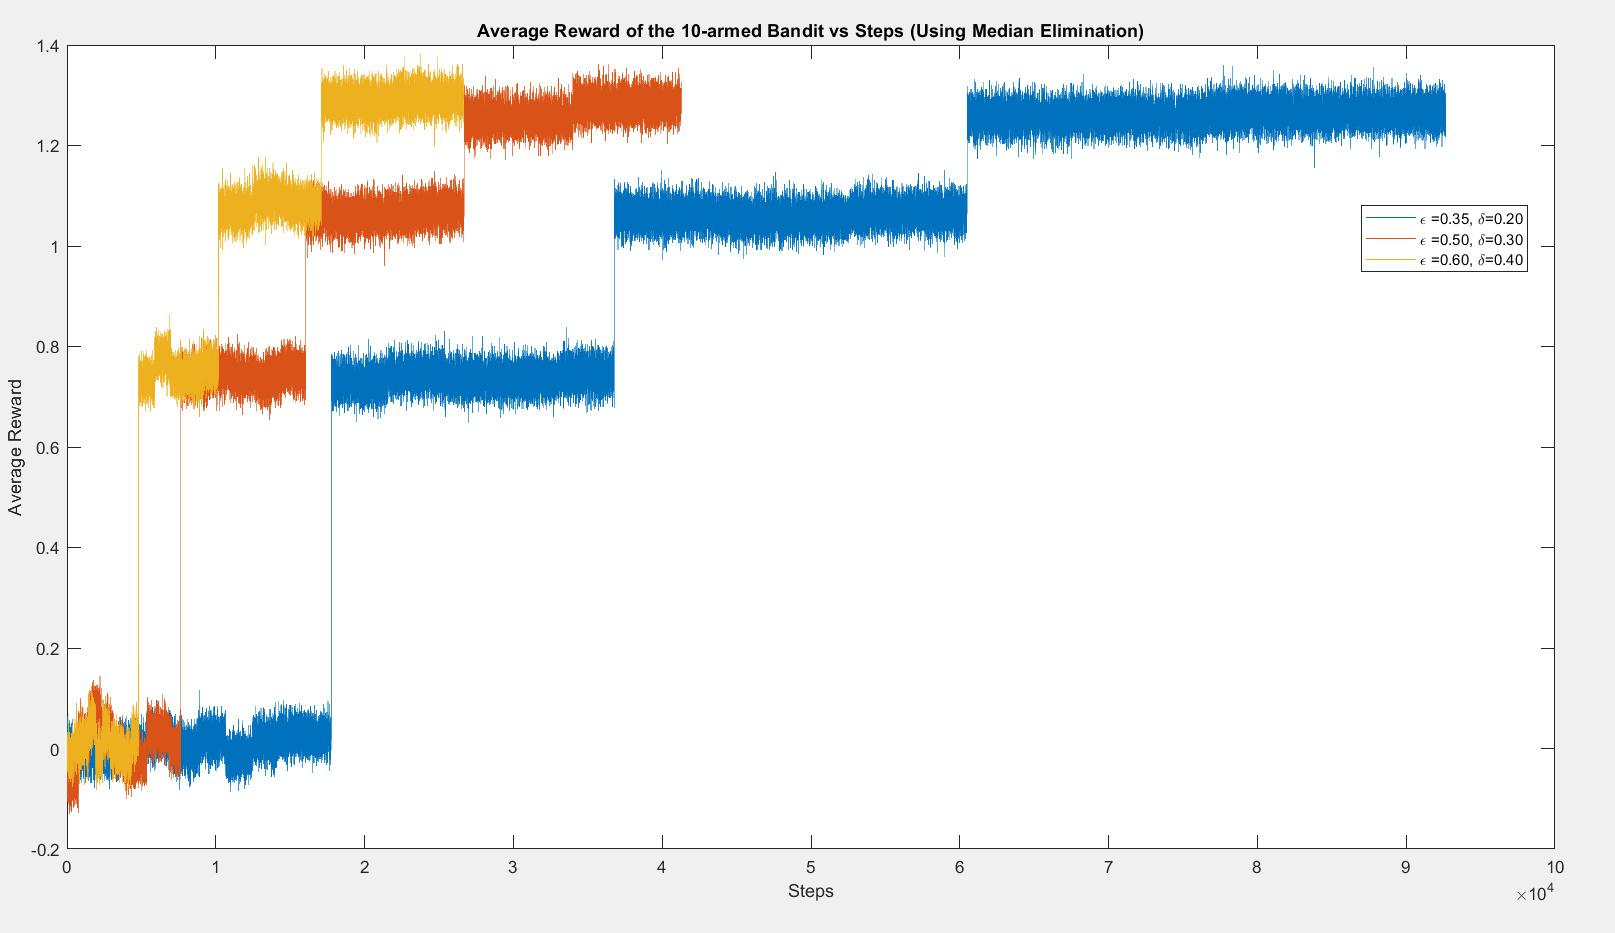 Average Reward of the 10-armed Bandit vs Steps (Using Median Elimination)
1.4
1.2
1
0.8
0.6
0.4
0.2
0
-0.2
Average Reward
ϵ =0.35, δ=0.20
ϵ =0.50, δ=0.30
ϵ =0.60, δ=0.40
0 1 2 3 4 5 6 7 8 9 10
Steps
×10⁴